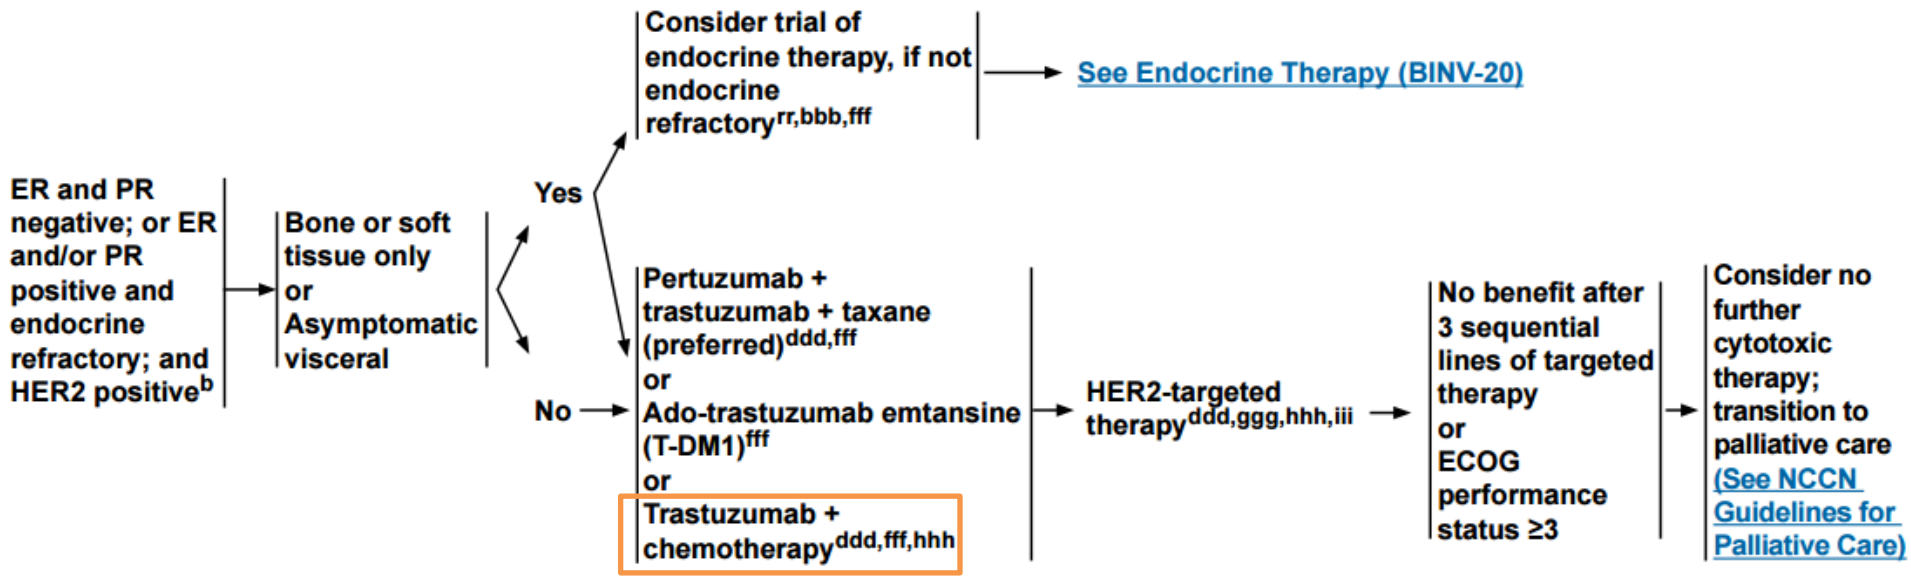 ER and PR
negative; or ER
and/or PR
positive and
endocrine
refractory; and
HER2 positiveb
Bone or soft
tissue only
or
Asymptomatic
visceral
Yes
No
Consider trial of
endocrine therapy, if not
endocrine
refractoryrr,bbb,fff
See Endocrine Therapy (BINV-20)
Pertuzumab +
trastuzumab + taxane
(preferred)ddd,fff
or
Ado-trastuzumab emtansine
(T-DM1)fff
or
Trastuzumab +
chemotherapyddd,fff,hhh
HER2-targeted
therapyddd,ggg,hhh,iii
No benefit after
3 sequential
lines of targeted
therapy
or
ECOG
performance
status ≥3
Consider no
further
cytotoxic
therapy;
transition to
palliative care
(See NCCN
Guidelines for
Palliative Care)